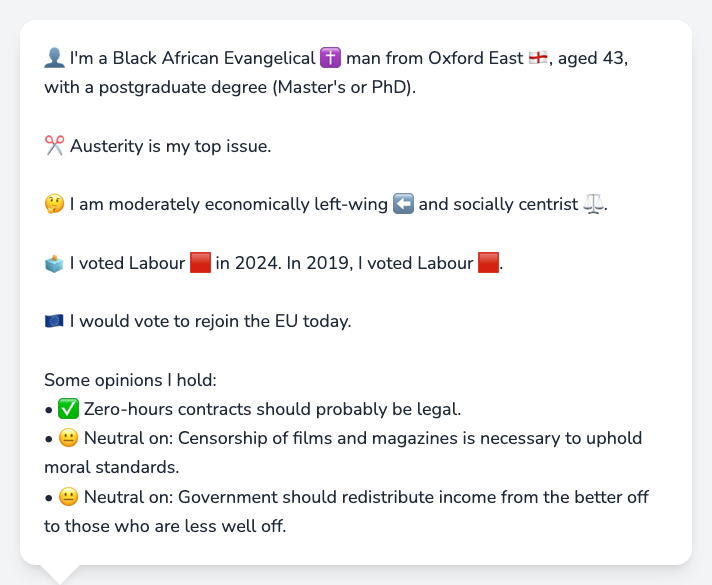 👤 I'm a Black African Evangelical ✝️ man from Oxford East 🏴󠁧󠁢󠁥󠁮󠁧󠁿, aged 43,
with a postgraduate degree (Master's or PhD).
✂️ Austerity is my top issue.
🤔 I am moderately economically left-wing ⬅️ and socially centrist ⚖️.
🗳️ I voted Labour 🟥 in 2024. In 2019, I voted Labour 🟥.
🇪🇺 I would vote to rejoin the EU today.
Some opinions I hold:
• ✅ Zero-hours contracts should probably be legal.
• 😐 Neutral on: Censorship of films and magazines is necessary to uphold
moral standards.
• 😐 Neutral on: Government should redistribute income from the better off
to those who are less well off.